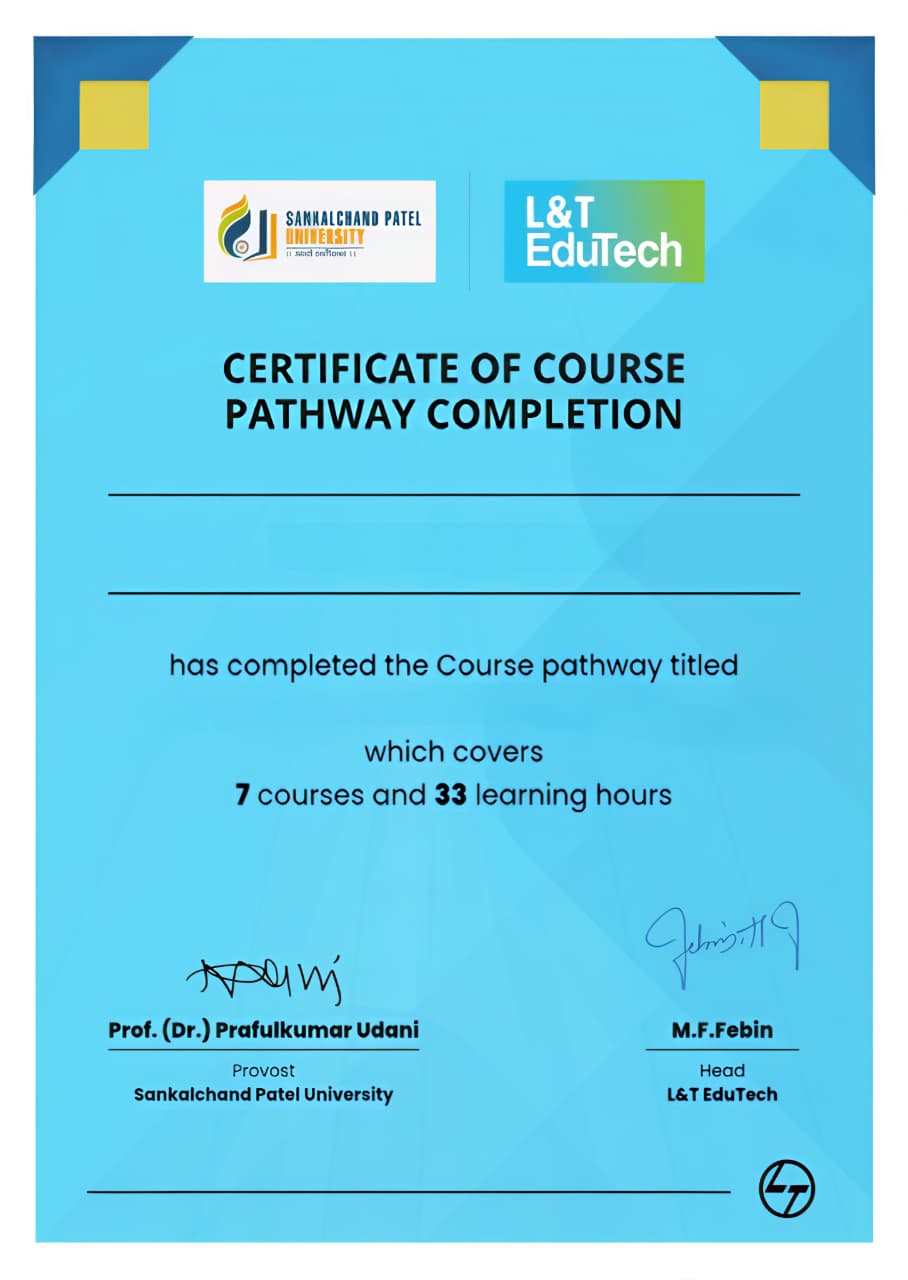 SANKALCHAND PATEL
UNIVERSITY
L&T
EduTech
CERTIFICATE OF COURSE
PATHWAY COMPLETION
has completed the Course pathway titled
which covers
7 courses and 33 learning hours
Prof. (Dr.) Prafulkumar Udani
M.F.Febin
Provost
Head
Sankalchand Patel University
L&T EduTech
LT